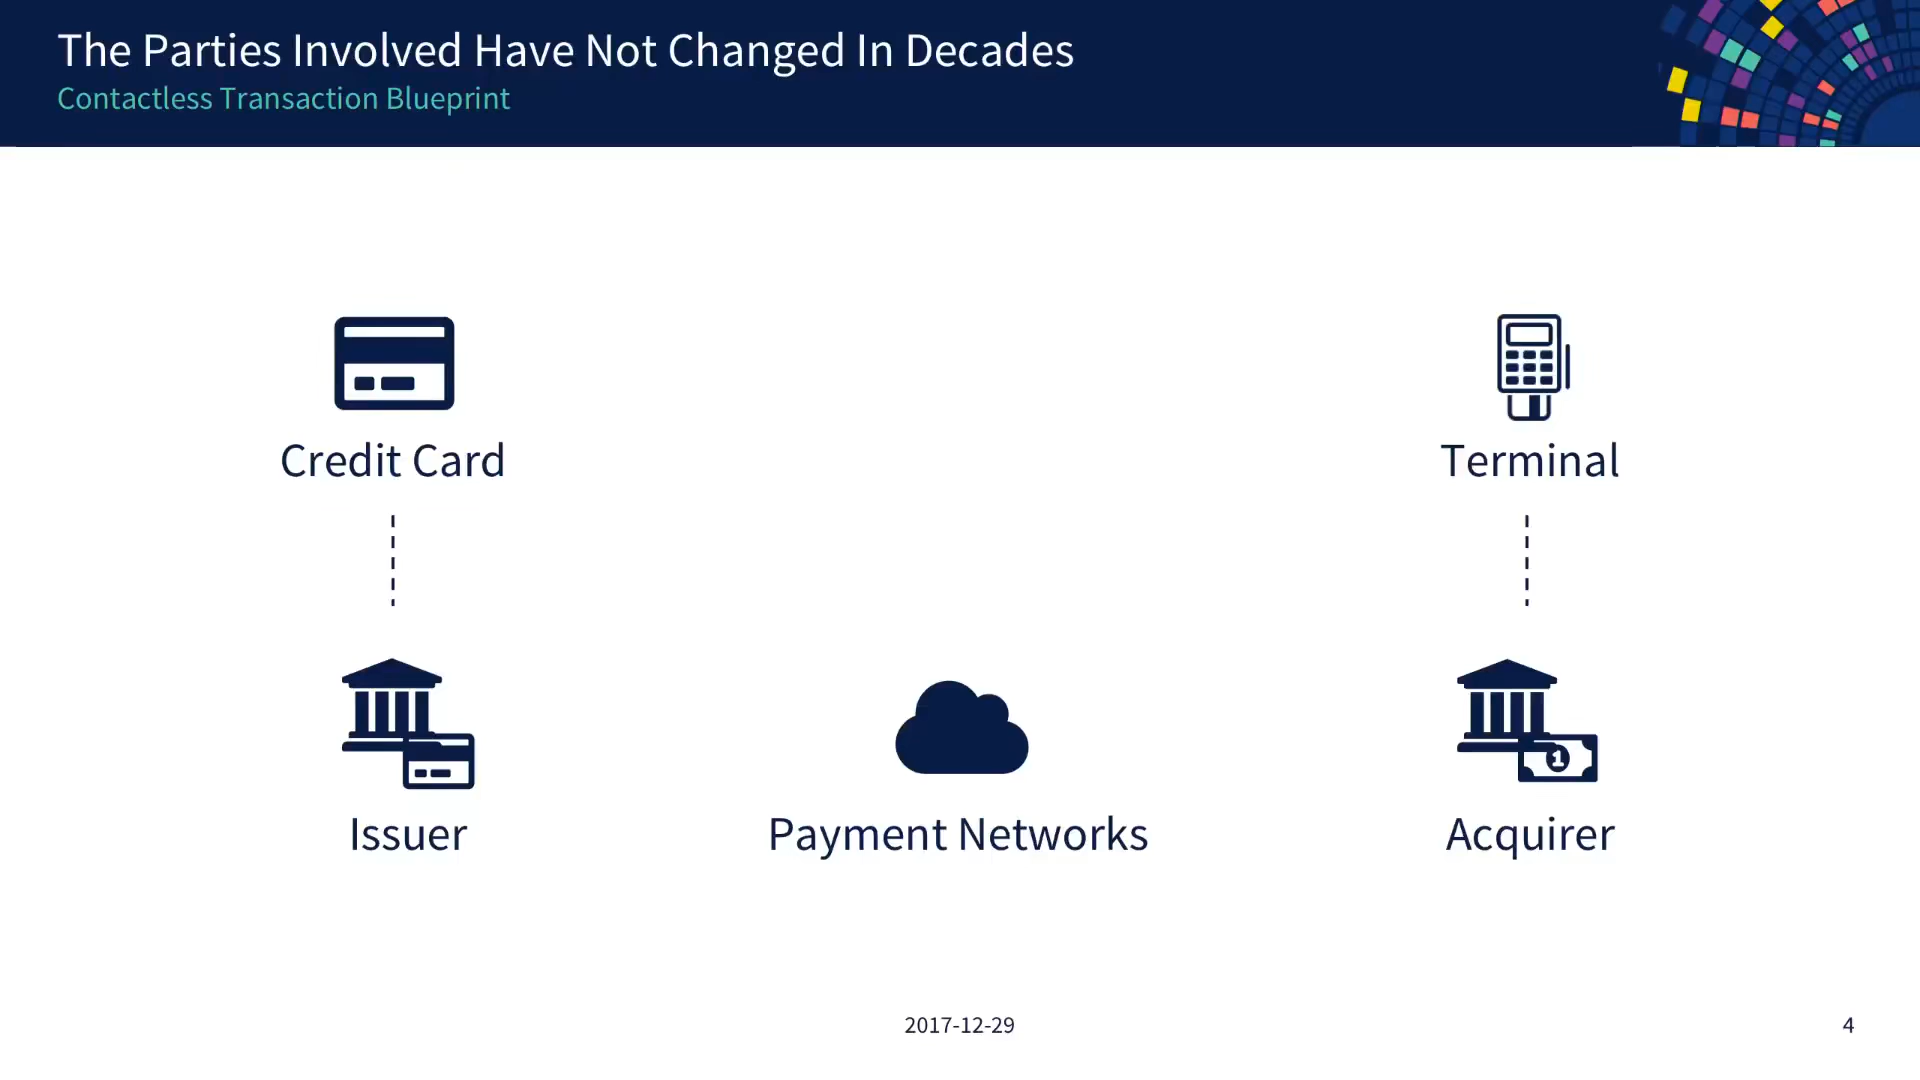 The Parties Involved Have Not Changed In Decades
Contactless Transaction Blueprint
Credit Card
Terminal
1
Issuer
Payment Networks
Acquirer
2017-12-29
4